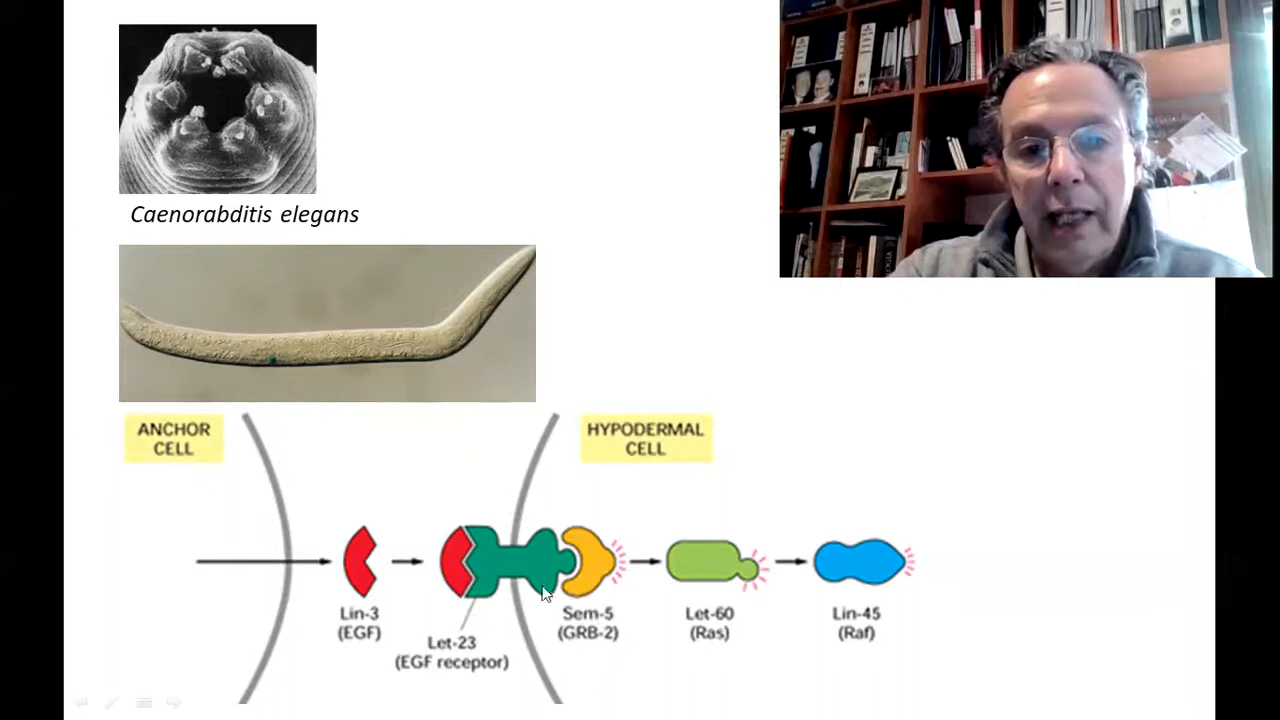 Caenorabditis elegans
ANCHOR
CELL
HYPODERMAL
CELL
Lin-3
(EGF)
Let-23
(EGF receptor)
Sem-5
(GRB-2)
Let-60
(Ras)
Lin-45
(Raf)